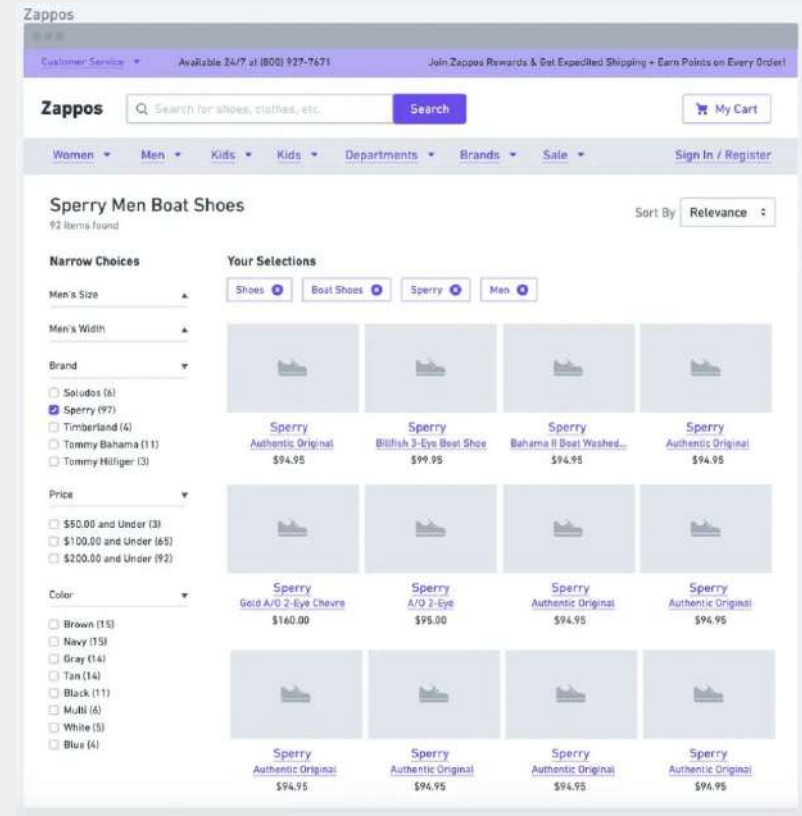 Zappos
Customer Service Available 24/7 at (800) 927-7671 Join Zappos Rewards & Get Expedited Shipping + Earn Points on Every Order!
Zappos Search for shoes, clothes, etc. Search My Cart
Women Men Kids Kids Departments Brands Sale Sign In / Register
Sperry Men Boat Shoes
92 items found
Sort By Relevance
Narrow Choices
Men's Size
Men's Width
Brand
Soludos (6)
Sperry (97)
Timberland (4)
Tommy Bahama (11)
Tommy Hilfiger (3)
Price
$50.00 and Under (3)
$100.00 and Under (65)
$200.00 and Under (92)
Color
Brown (15)
Navy (15)
Gray (14)
Tan (14)
Black (11)
Multi (6)
White (5)
Blue (4)
Your Selections
Shoes Boat Shoes Sperry Men
Sperry Sperry Sperry Sperry
Authentic Original Billfish 3-Eye Boat Shoe Bahama II Boat Washed... Authentic Original
$94.95 $99.95 $94.95 $94.95
Sperry Sperry Sperry Sperry
Gold A/O 2-Eye Chevre A/O 2-Eye Authentic Original Authentic Original
$160.00 $95.00 $94.95 $94.95
Sperry Sperry Sperry Sperry
Authentic Original Authentic Original Authentic Original Authentic Original
$94.95 $94.95 $94.95 $94.95